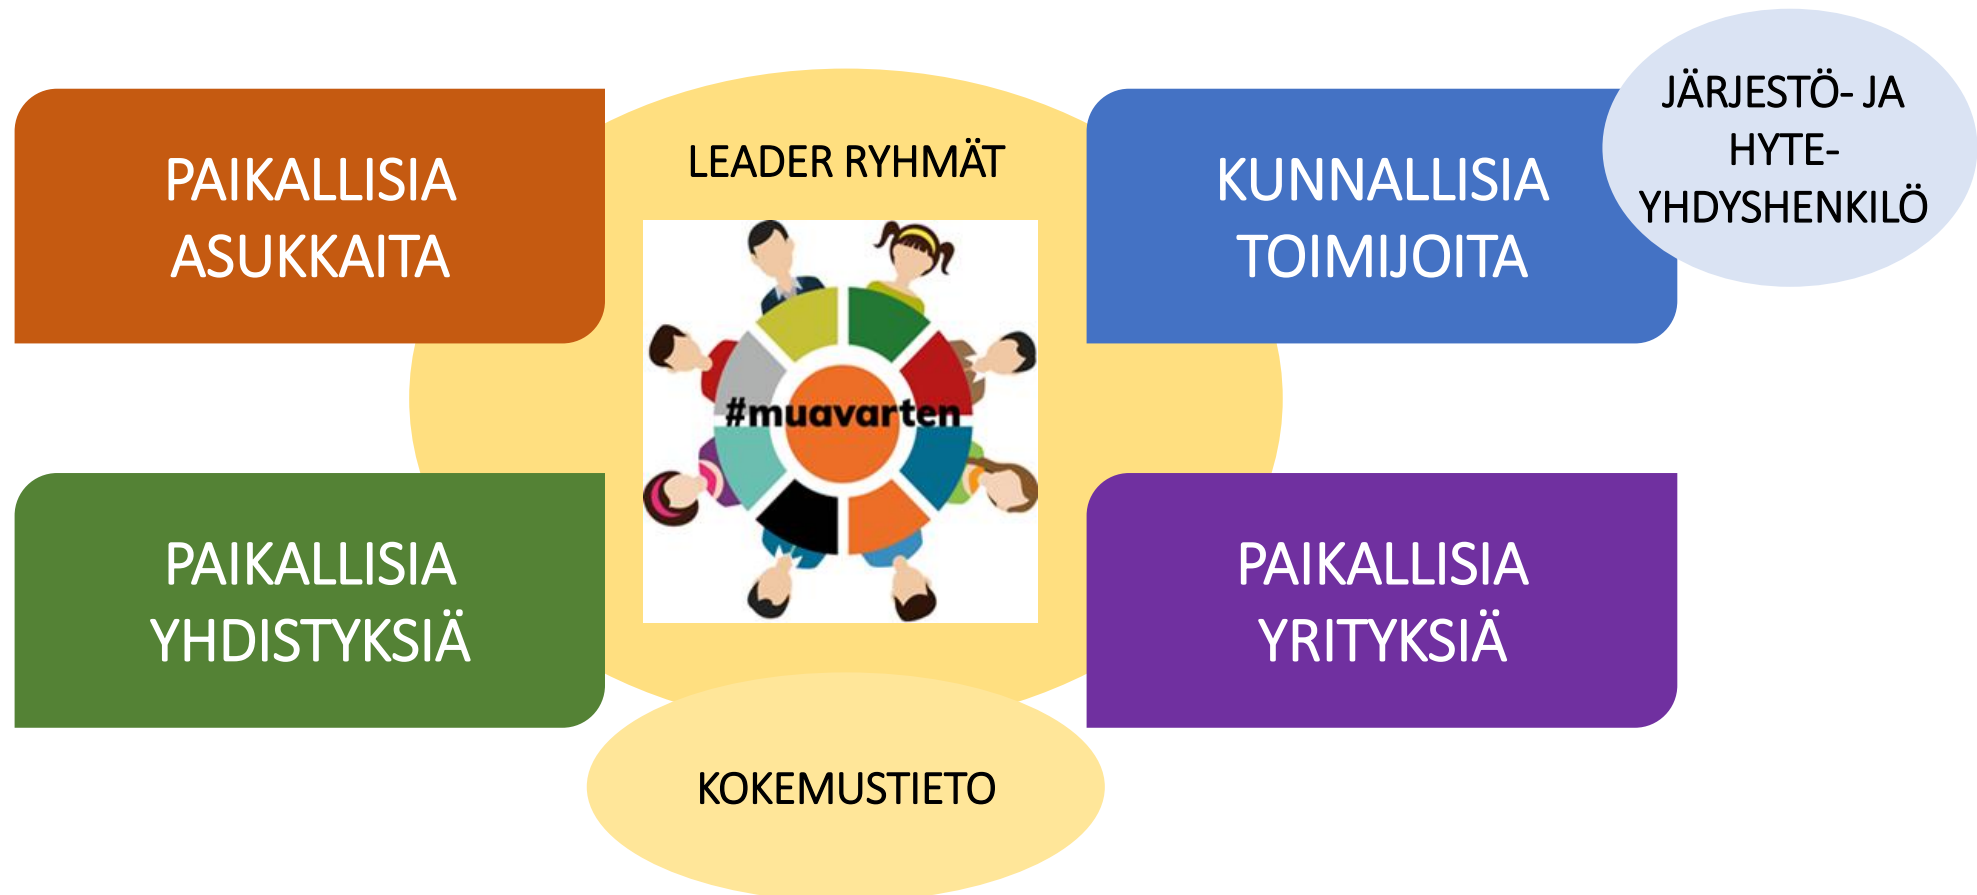 PAIKALLISIA
ASUKKAITA
LEADER RYHMÄT
KUNNALLISIA
TOIMIJOITA
JÄRJESTÖ- JA
HYTE-
YHDYSHENKILÖ
#muavarten
PAIKALLISIA
YHDISTYKSIÄ
PAIKALLISIA
YRITYKSIÄ
KOKEMUSTIETO